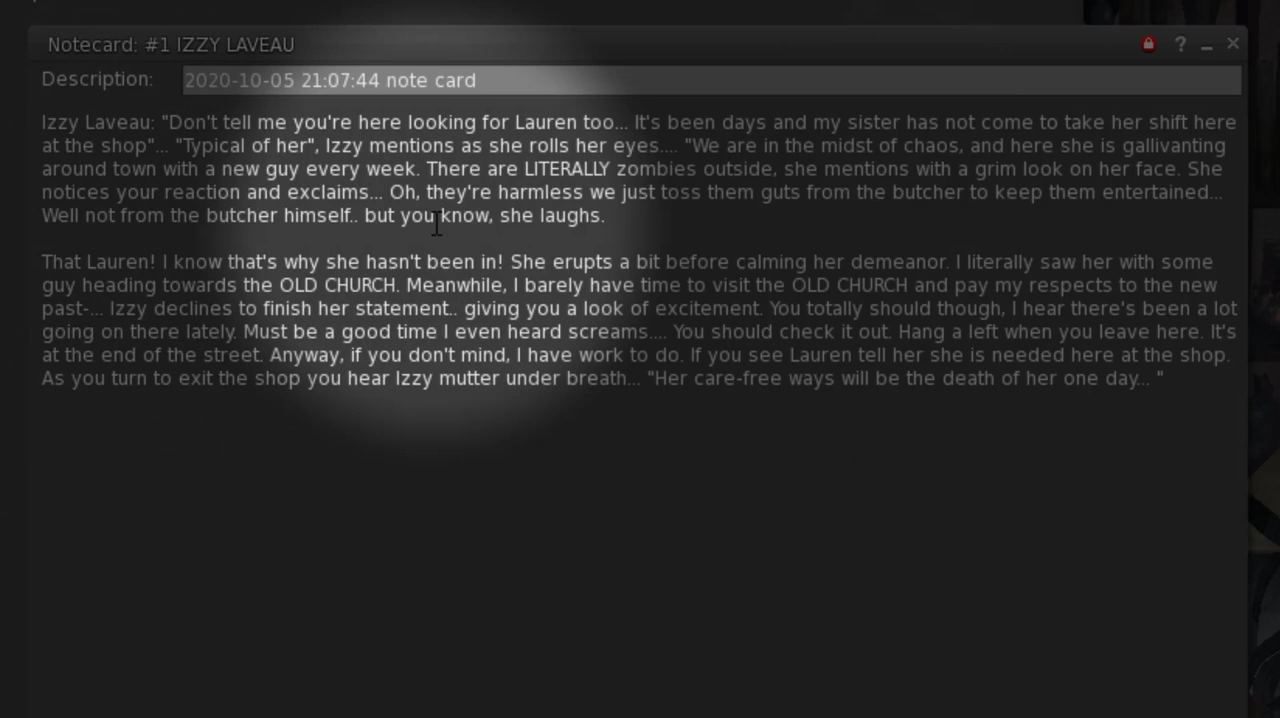 Notecard: #1 IZZY LAVEAU
?
Description: 2020-10-05 21:07:44 note card
Izzy Laveau: "Don't tell me you're here looking for Lauren too... It's been days and my sister has not come to take her shift here
at the shop"... "Typical of her", Izzy mentions as she rolls her eyes.... "We are in the midst of chaos, and here she is gallivanting
around town with a new guy every week. There are LITERALLY zombies outside, she mentions with a grim look on her face. She
notices your reaction and exclaims... Oh, they're harmless we just toss them guts from the butcher to keep them entertained...
Well not from the butcher himself.. but you know, she laughs.
That Lauren! I know that's why she hasn't been in! She erupts a bit before calming her demeanor. I literally saw her with some
guy heading towards the OLD CHURCH. Meanwhile, I barely have time to visit the OLD CHURCH and pay my respects to the new
past-... Izzy declines to finish her statement.. giving you a look of excitement. You totally should though, I hear there's been a lot
going on there lately. Must be a good time I even heard screams.... You should check it out. Hang a left when you leave here. It's
at the end of the street. Anyway, if you don't mind, I have work to do. If you see Lauren tell her she is needed here at the shop.
As you turn to exit the shop you hear Izzy mutter under breath... "Her care-free ways will be the death of her one day... "